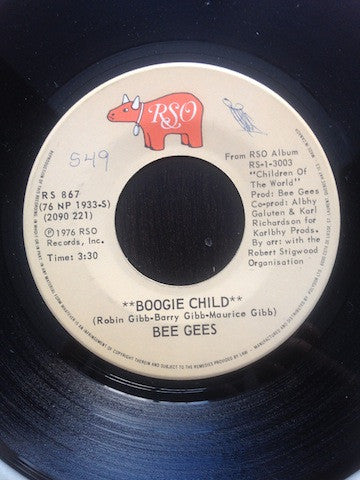 RSO
549
RS 867
(76 NP 1933-S)
(2090 221)
℗ 1976 RSO
Records, Inc.
Time: 3:30
From RSO Album
RS-1-3003
"Children Of
The World"
Prod: Bee Gees
Co-prod: Albhy
Galuten & Karl
Richardson for
Karlbhy Prods.
By arr: with the
Robert Stigwood
Organisation
**BOOGIE CHILD**
(Robin Gibb-Barry Gibb-Maurice Gibb)
BEE GEES